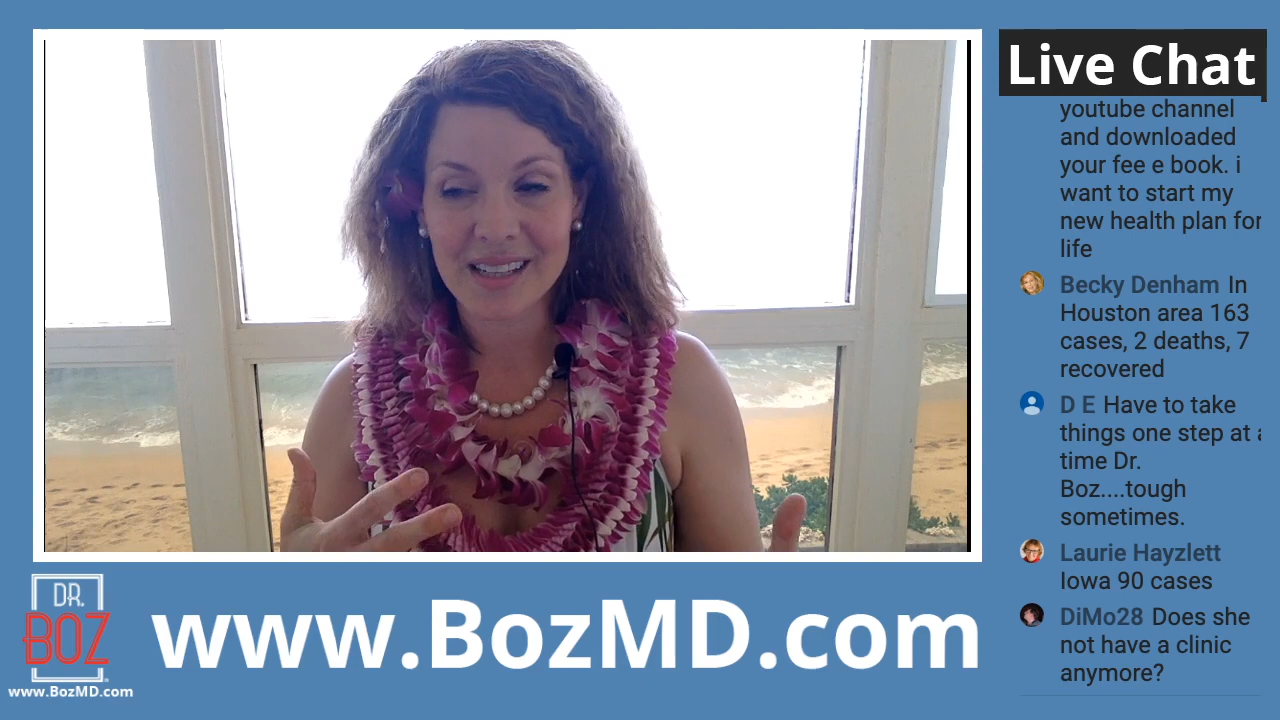 Live Chat
youtube channel
and downloaded
your fee e book. i
want to start my
new health plan for
life
Becky Denham In
Houston area 163
cases, 2 deaths, 7
recovered
D E Have to take
things one step at a
time Dr.
Boz....tough
sometimes.
Laurie Hayzlett
Iowa 90 cases
DiMo28 Does she
not have a clinic
anymore?
DR.
BOZ
www.BozMD.com
www.BozMD.com